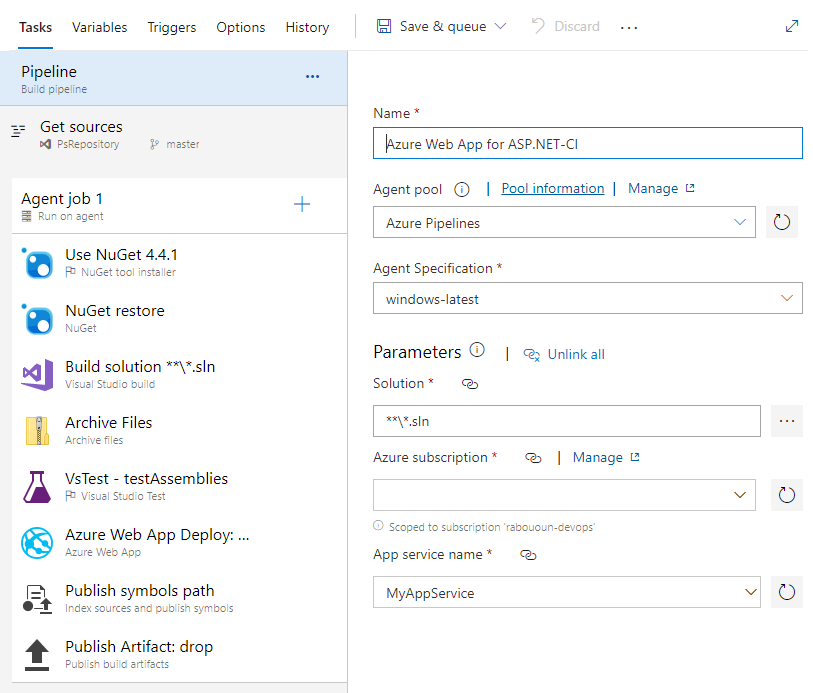 Tasks Variables Triggers Options History Save & queue Discard ...
Pipeline ...
Build pipeline
Get sources
PsRepository master
Agent job 1
Run on agent
Use NuGet 4.4.1
NuGet tool installer
NuGet restore
NuGet
Build solution **\*.sln
Visual Studio build
Archive Files
Archive files
VsTest - testAssemblies
Visual Studio Test
Azure Web App Deploy: ...
Azure Web App
Publish symbols path
Index sources and publish symbols
Publish Artifact: drop
Publish build artifacts
Name *
Azure Web App for ASP.NET-CI
Agent pool | Pool information | Manage
Azure Pipelines
Agent Specification *
windows-latest
Parameters | Unlink all
Solution *
**\*.sln ...
Azure subscription * | Manage
Scoped to subscription 'rabououn-devops'
App service name *
MyAppService